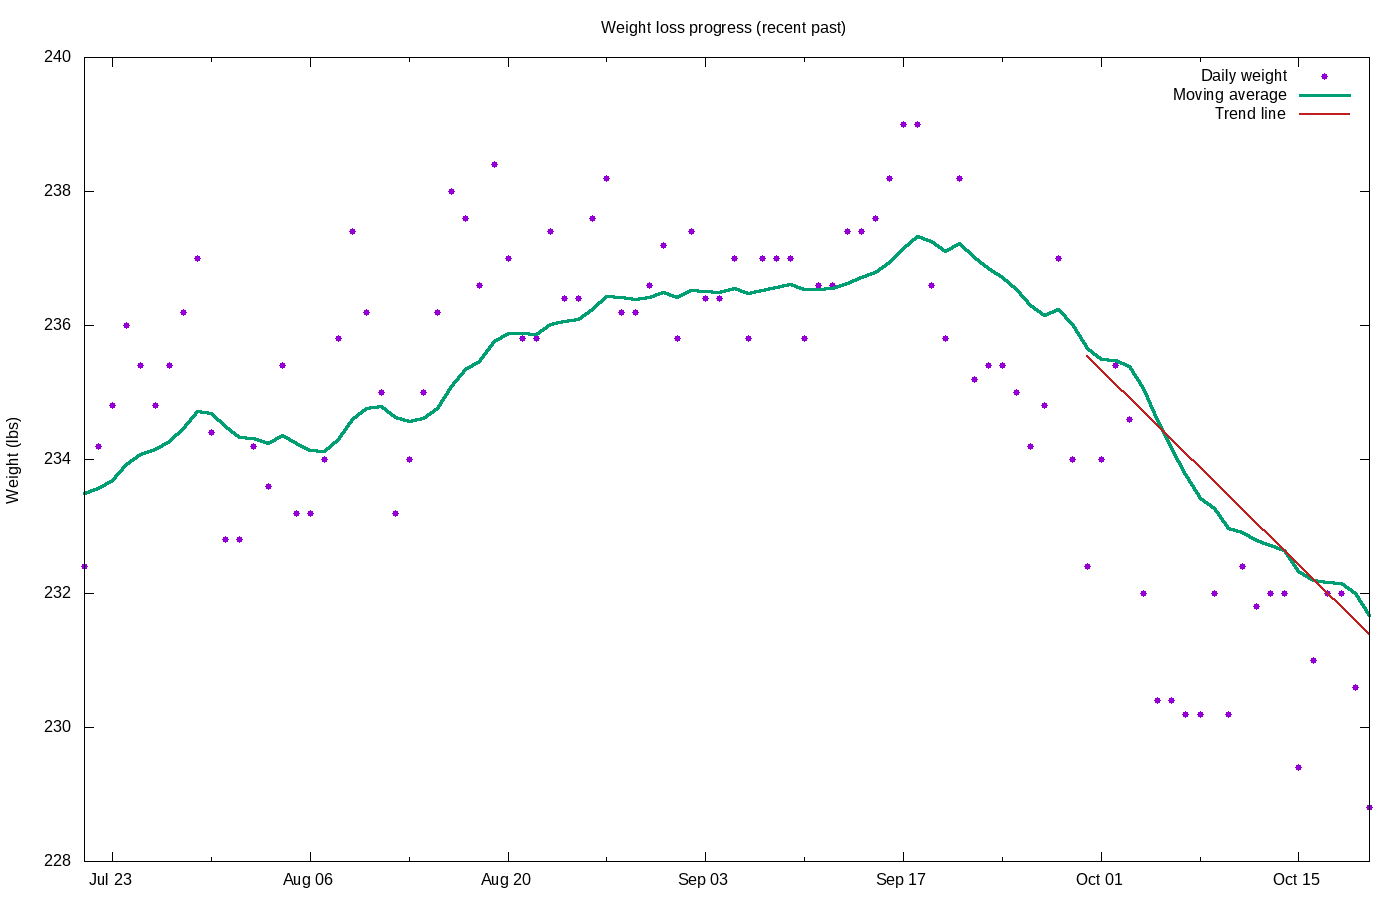 Weight loss progress (recent past)
240
238
236
234
232
230
228
Weight (lbs)
Daily weight
Moving average
Trend line
Jul 23
Aug 06
Aug 20
Sep 03
Sep 17
Oct 01
Oct 15